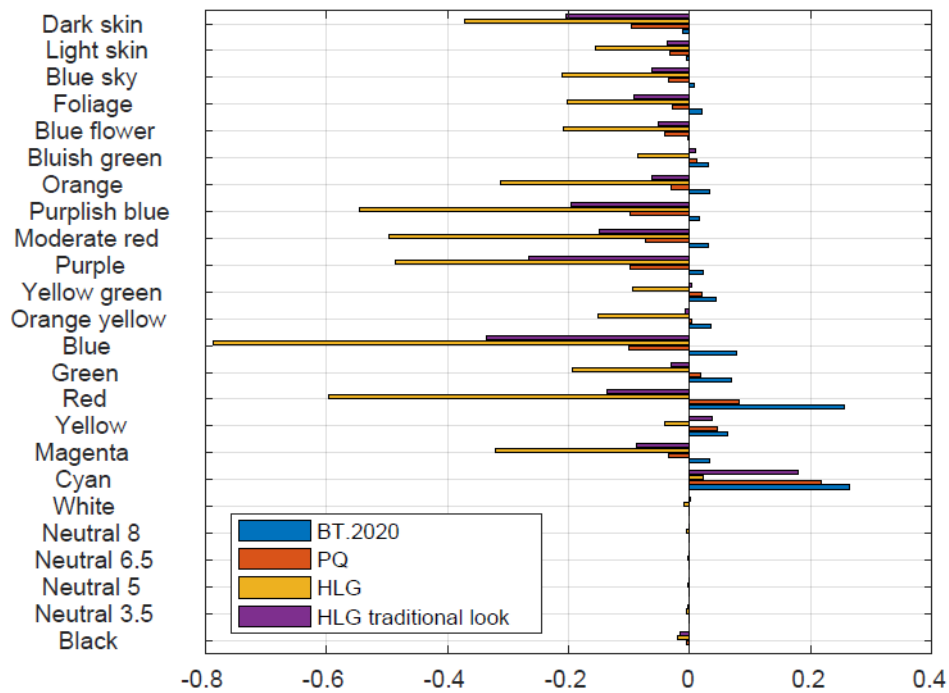 Dark skin
Light skin
Blue sky
Foliage
Blue flower
Bluish green
Orange
Purplish blue
Moderate red
Purple
Yellow green
Orange yellow
Blue
Green
Red
Yellow
Magenta
Cyan
White
Neutral 8
Neutral 6.5
Neutral 5
Neutral 3.5
Black
BT.2020
PQ
HLG
HLG traditional look
-0.8 -0.6 -0.4 -0.2 0 0.2 0.4